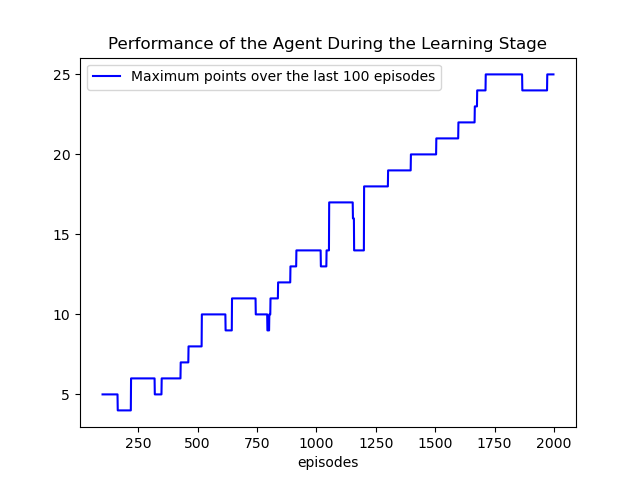 Performance of the Agent During the Learning Stage
Maximum points over the last 100 episodes
25
20
15
10
5
250 500 750 1000 1250 1500 1750 2000
episodes